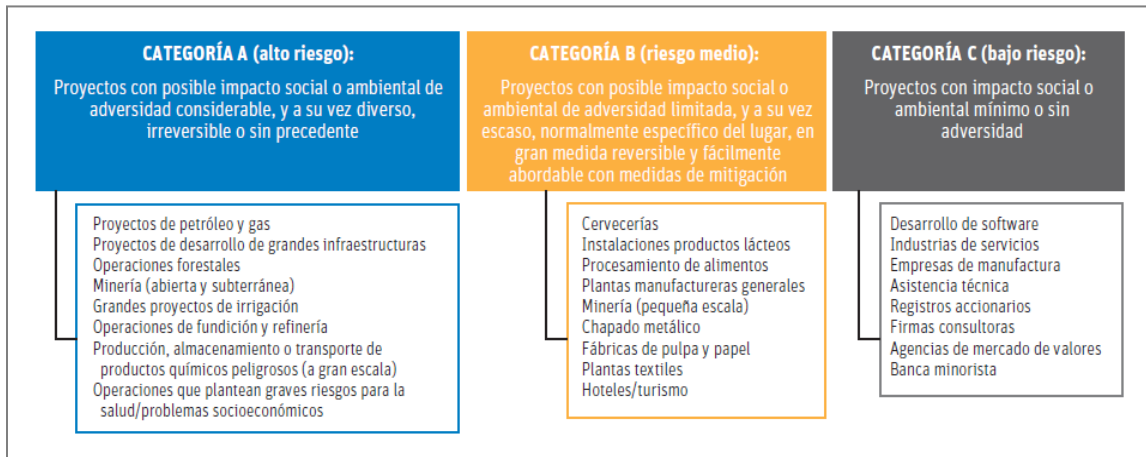 CATEGORÍA A (alto riesgo):
Proyectos con posible impacto social o ambiental de
adversidad considerable, y a su vez diverso,
irreversible o sin precedente
Proyectos de petróleo y gas
Proyectos de desarrollo de grandes infraestructuras
Operaciones forestales
Minería (abierta y subterránea)
Grandes proyectos de irrigación
Operaciones de fundición y refinería
Producción, almacenamiento o transporte de
productos químicos peligrosos (a gran escala)
Operaciones que plantean graves riesgos para la
salud/problemas socioeconómicos
CATEGORÍA B (riesgo medio):
Proyectos con posible impacto social o
ambiental de adversidad limitada, y a su vez
escaso, normalmente específico del lugar, en
gran medida reversible y fácilmente
abordable con medidas de mitigación
Cervecerías
Instalaciones productos lácteos
Procesamiento de alimentos
Plantas manufactureras generales
Minería (pequeña escala)
Chapado metálico
Fábricas de pulpa y papel
Plantas textiles
Hoteles/turismo
CATEGORÍA C (bajo riesgo):
Proyectos con impacto social o
ambiental mínimo o sin
adversidad
Desarrollo de software
Industrias de servicios
Empresas de manufactura
Asistencia técnica
Registros accionarios
Firmas consultoras
Agencias de mercado de valores
Banca minorista